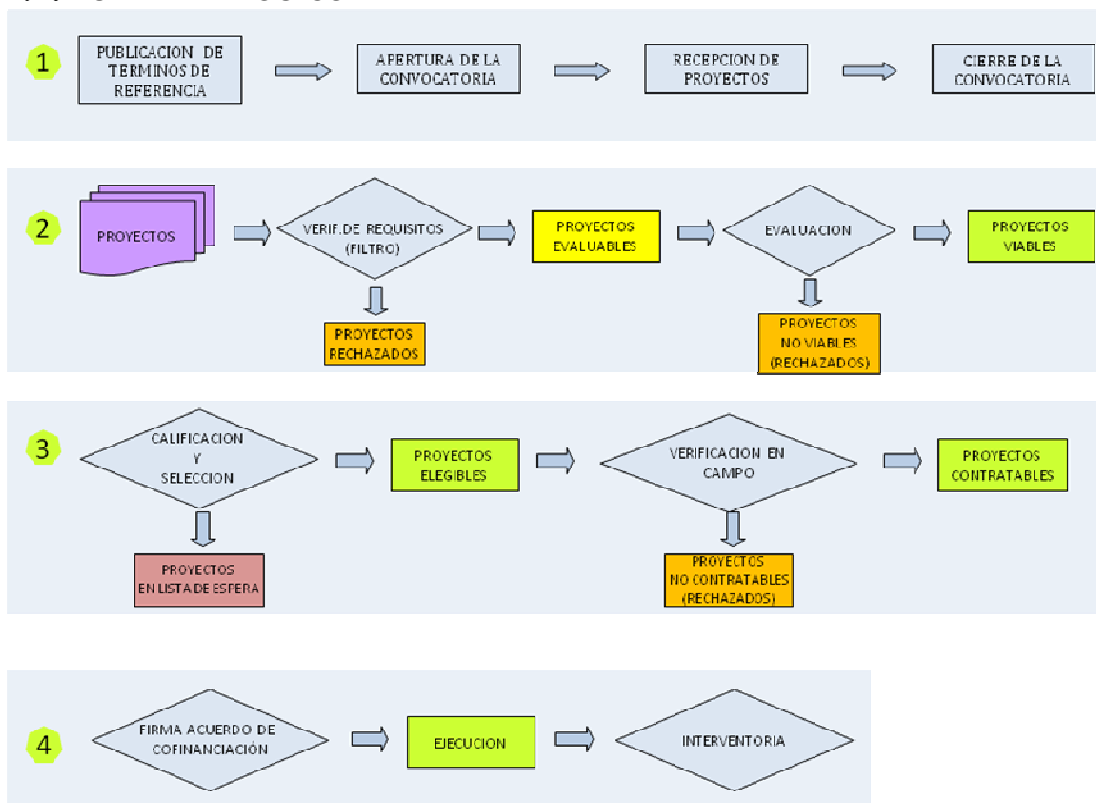 1
PUBLICACION DE
TERMINOS DE
REFERENCIA
APERTURA DE LA
CONVOCATORIA
RECEPCION DE
PROYECTOS
CIERRE DE LA
CONVOCATORIA
2
PROYECTOS
VERIF. DE REQUISITOS
(FILTRO)
PROYECTOS
EVALUABLES
EVALUACION
PROYECTOS
VIABLES
PROYECTOS
RECHAZADOS
PROYECTOS
NO VIABLES
(RECHAZADOS)
3
CALIFICACION
Y
SELECCION
PROYECTOS
ELEGIBLES
VERIFICACION EN
CAMPO
PROYECTOS
CONTRATABLES
PROYECTOS
EN LISTA DE ESPERA
PROYECTOS
NO CONTRATABLES
(RECHAZADOS)
4
FIRMA ACUERDO DE
COFINANCIACIÓN
EJECUCION
INTERVENTORIA